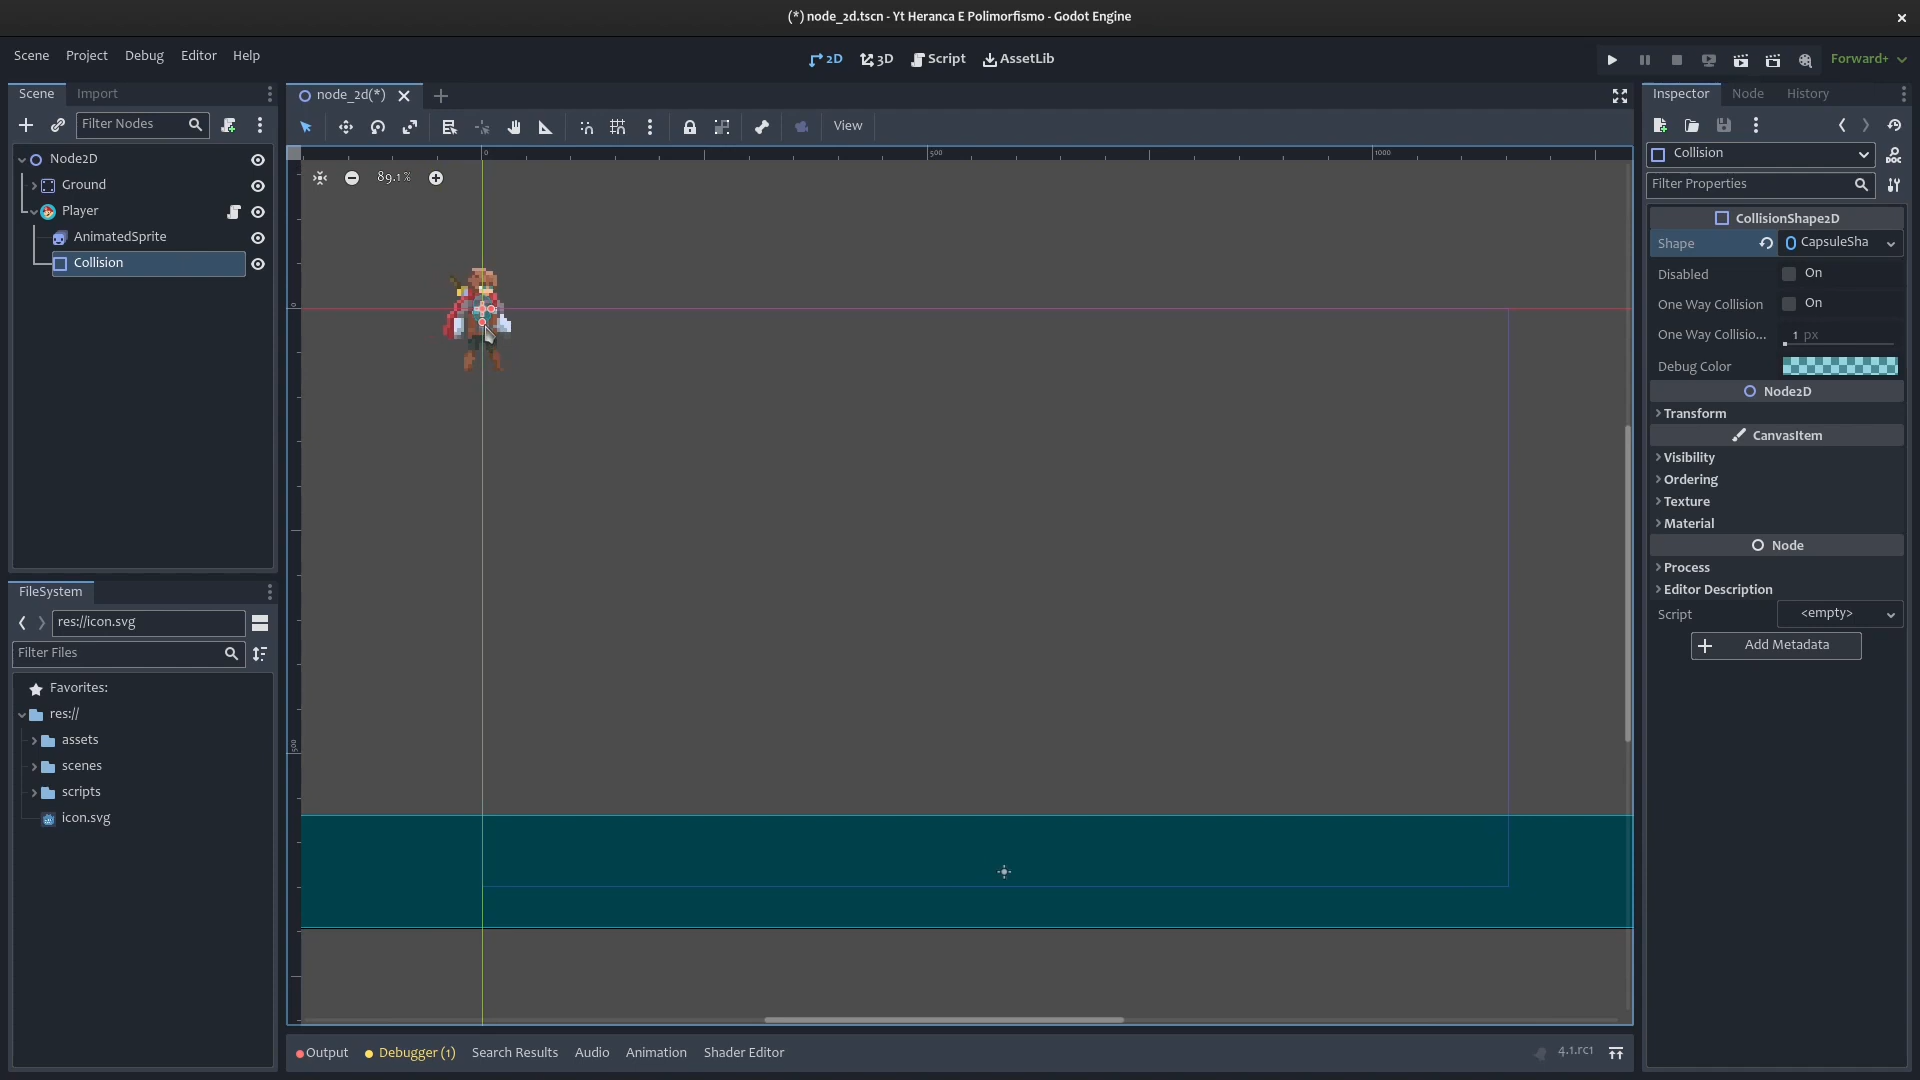 (*) node_2d.tscn - Yt Heranca E Polimorfismo - Godot Engine
Scene Project Debug Editor Help
2D 3D Script AssetLib
Forward+
Scene Import
node_2d(*)
Inspector Node History
Filter Nodes
View
Node2D
Ground
Player
AnimatedSprite
Collision
0 500 1000
89.1%
0
500
Collision
Filter Properties
CollisionShape2D
Shape CapsuleSha
Disabled On
One Way Collision On
One Way Collisio... 1 px
Debug Color
Node2D
Transform
CanvasItem
Visibility
Ordering
Texture
Material
Node
Process
Editor Description
Script <empty>
Add Metadata
FileSystem
res://icon.svg
Filter Files
Favorites:
res://
assets
scenes
scripts
icon.svg
Output Debugger (1) Search Results Audio Animation Shader Editor
4.1.rc1